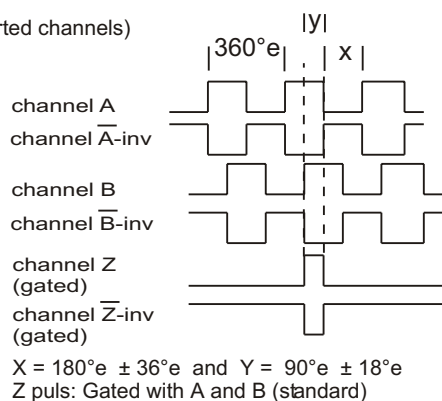 rted channels)
|y|
|360°e| |x|
channel A
channel A̅-inv
channel B
channel B̅-inv
channel Z
(gated)
channel Z̅-inv
(gated)
X = 180°e ± 36°e and Y = 90°e ± 18°e
Z puls: Gated with A and B (standard)